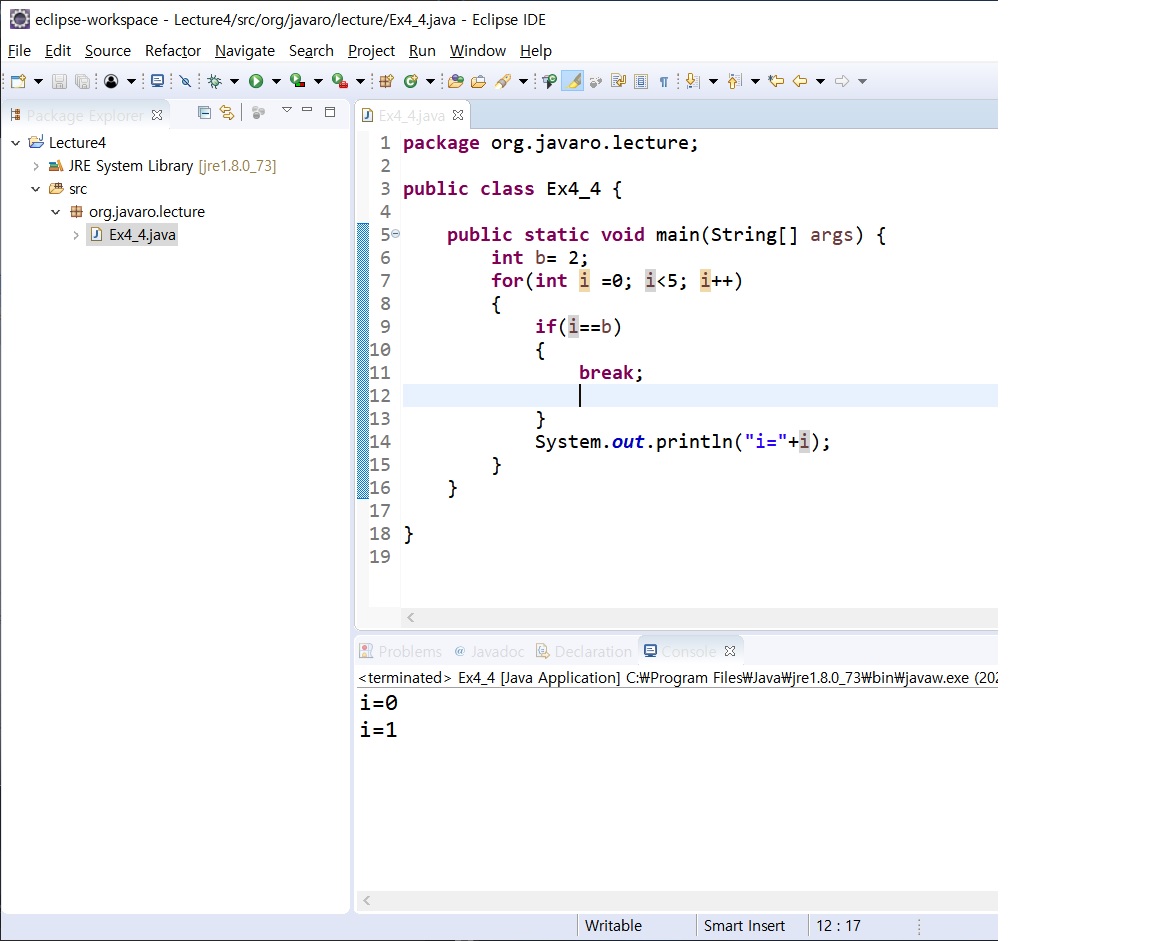 eclipse-workspace - Lecture4/src/org/javaro/lecture/Ex4_4.java - Eclipse IDE
File Edit Source Refactor Navigate Search Project Run Window Help
Package Explorer
Lecture4
JRE System Library [jre1.8.0_73]
src
org.javaro.lecture
Ex4_4.java
Ex4_4.java
1 package org.javaro.lecture;
2
3 public class Ex4_4 {
4
5 public static void main(String[] args) {
6 int b= 2;
7 for(int i =0; i<5; i++)
8 {
9 if(i==b)
10 {
11 break;
12
13 }
14 System.out.println("i="+i);
15 }
16 }
17
18 }
19
Problems @ Javadoc Declaration Console
<terminated> Ex4_4 [Java Application] C:₩Program Files₩Java₩jre1.8.0_73₩bin₩javaw.exe (202
i=0
i=1
Writable Smart Insert 12 : 17